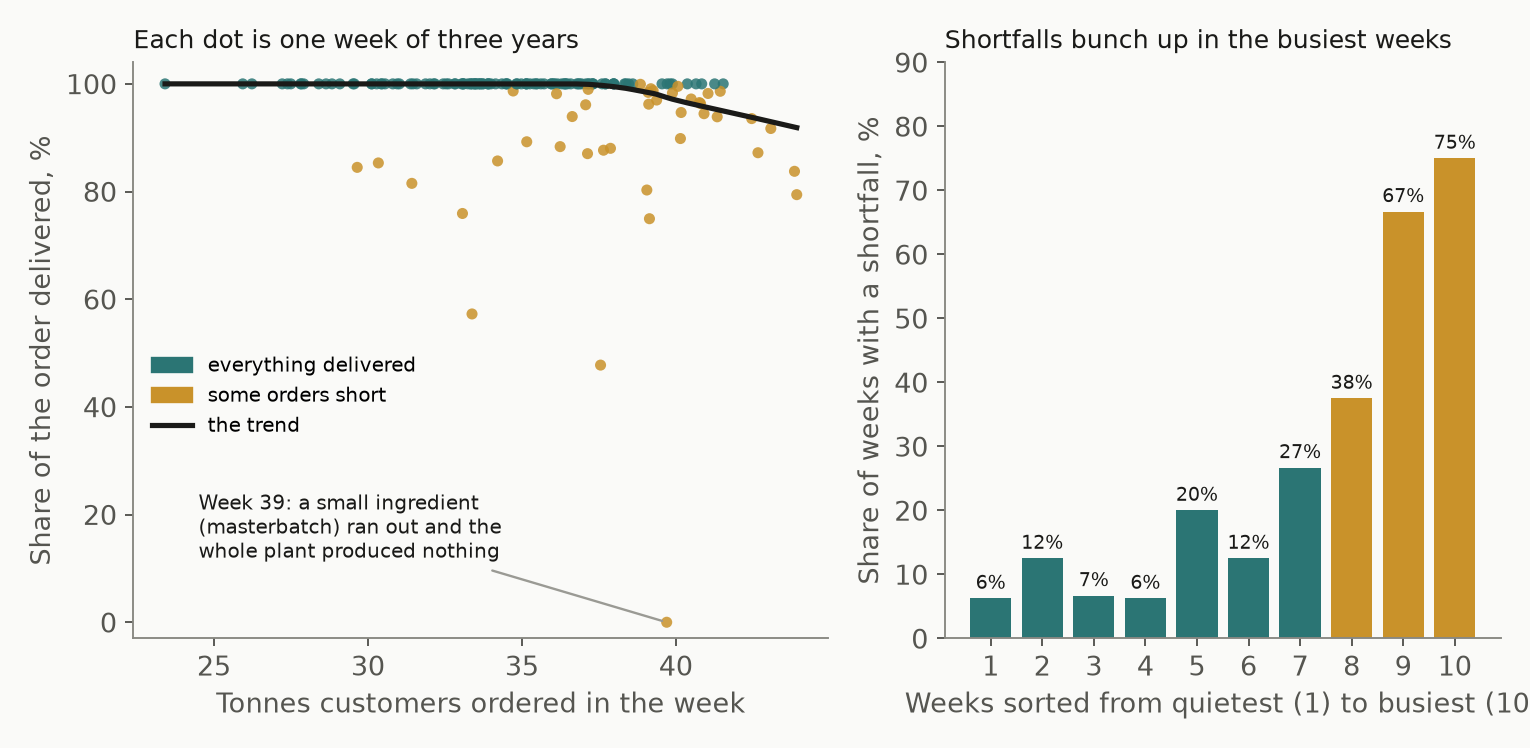 Each dot is one week of three years
Share of the order delivered, %
100
80
60
40
20
0
everything delivered
some orders short
the trend
Week 39: a small ingredient
(masterbatch) ran out and the
whole plant produced nothing
25 30 35 40
Tonnes customers ordered in the week
Shortfalls bunch up in the busiest weeks
Share of weeks with a shortfall, %
90
80
70
60
50
40
30
20
10
0
6% 12% 7% 6% 20% 12% 27% 38% 67% 75%
1 2 3 4 5 6 7 8 9 10
Weeks sorted from quietest (1) to busiest (10